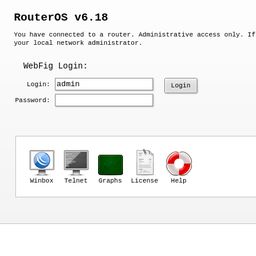 RouterOS v6.18
You have connected to a router. Administrative access only. If
your local network administrator.
WebFig Login:
Login: admin Login
Password:
Winbox Telnet Graphs License Help